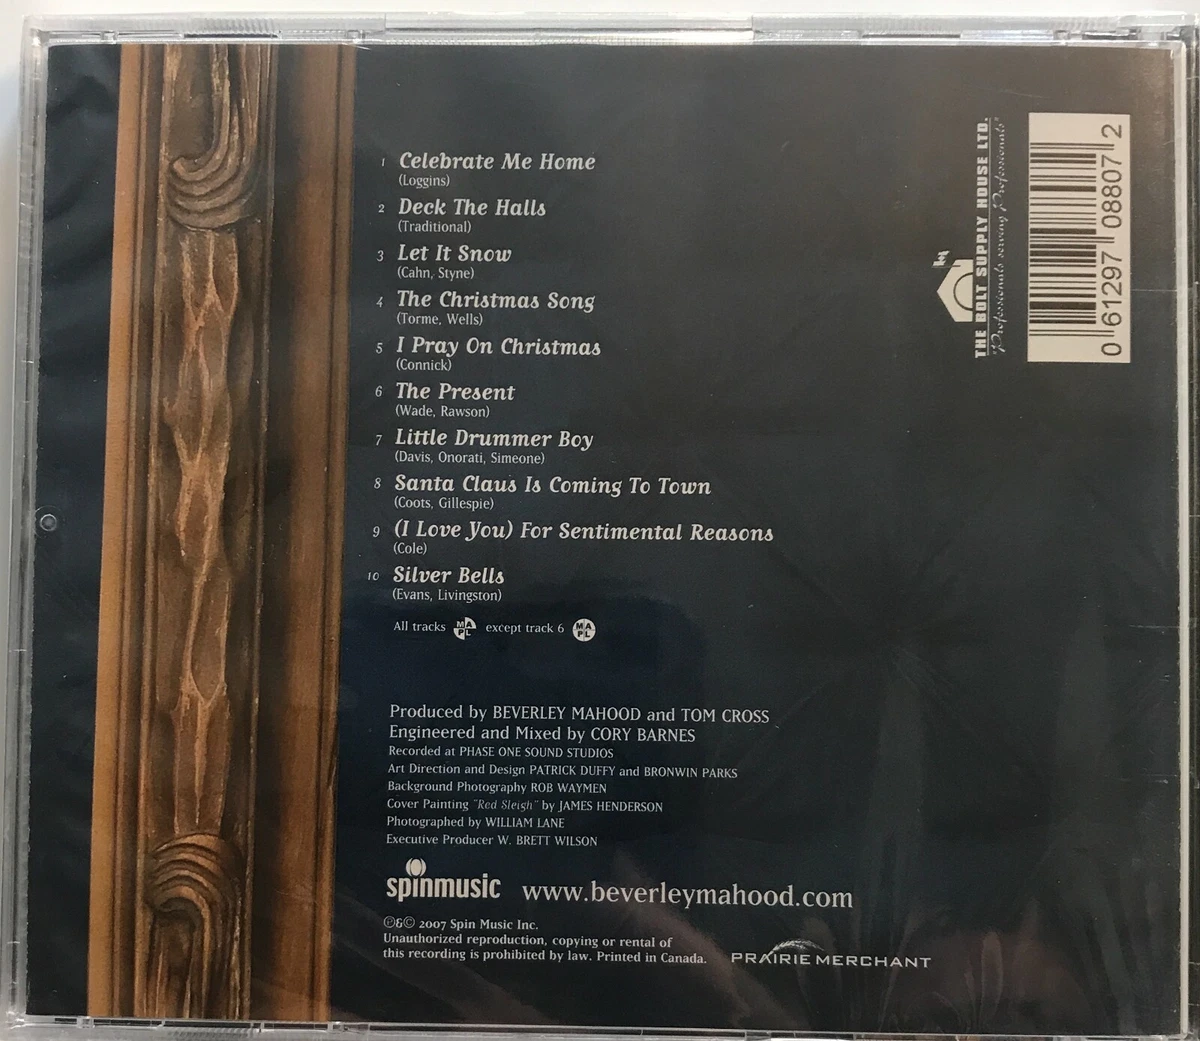 1 Celebrate Me Home
(Loggins)
2 Deck The Halls
(Traditional)
3 Let It Snow
(Cahn, Styne)
4 The Christmas Song
(Torme, Wells)
5 I Pray On Christmas
(Connick)
6 The Present
(Wade, Rawson)
7 Little Drummer Boy
(Davis, Onorati, Simeone)
8 Santa Claus Is Coming To Town
(Coots, Gillespie)
9 (I Love You) For Sentimental Reasons
(Cole)
10 Silver Bells
(Evans, Livingston)
All tracks MAPL except track 6 MAPL
Produced by BEVERLEY MAHOOD and TOM CROSS
Engineered and Mixed by CORY BARNES
Recorded at PHASE ONE SOUND STUDIOS
Art Direction and Design PATRICK DUFFY and BRONWIN PARKS
Background Photography ROB WAYMEN
Cover Painting "Red Sleigh" by JAMES HENDERSON
Photographed by WILLIAM LANE
Executive Producer W. BRETT WILSON
spinmusic www.beverleymahood.com
℗&© 2007 Spin Music Inc.
Unauthorized reproduction, copying or rental of
this recording is prohibited by law. Printed in Canada.
PRAIRIE MERCHANT
THE BOLT SUPPLY HOUSE LTD.
"Professionals serving Professionals"
0 61297 08807 2